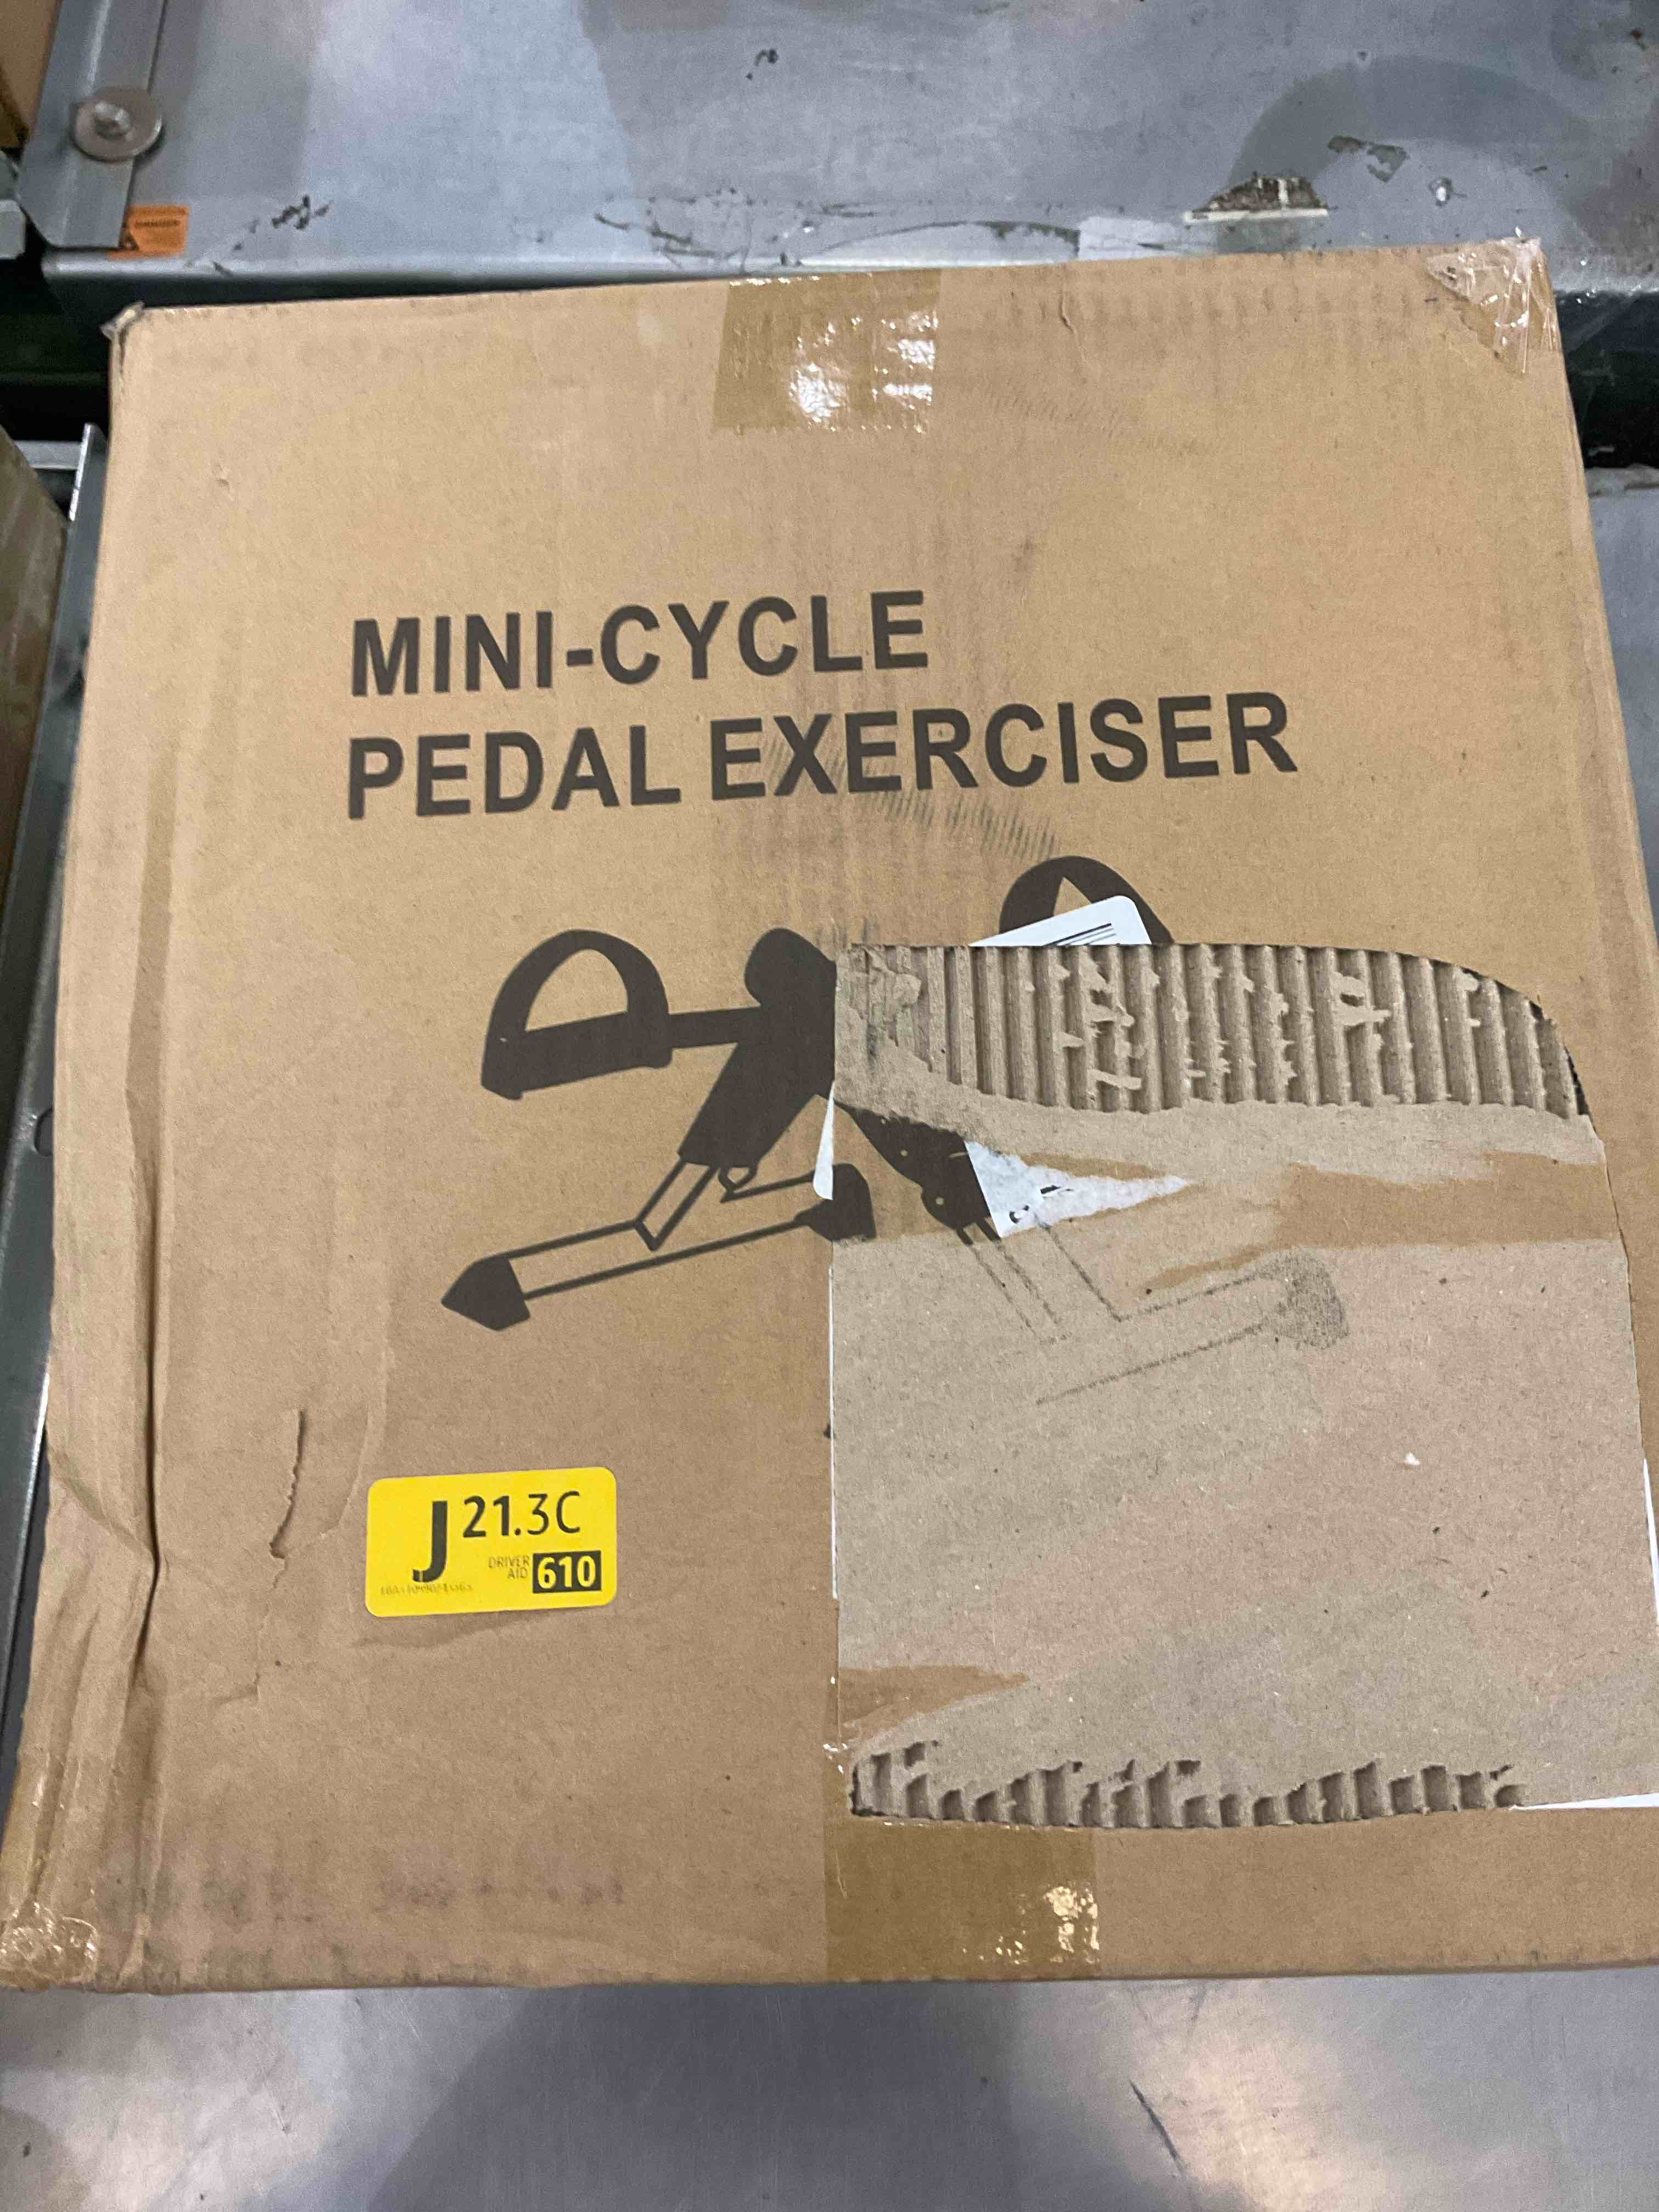 MINI-CYCLE
PEDAL EXERCISER
J 21.3C
DRIVER
AID 610